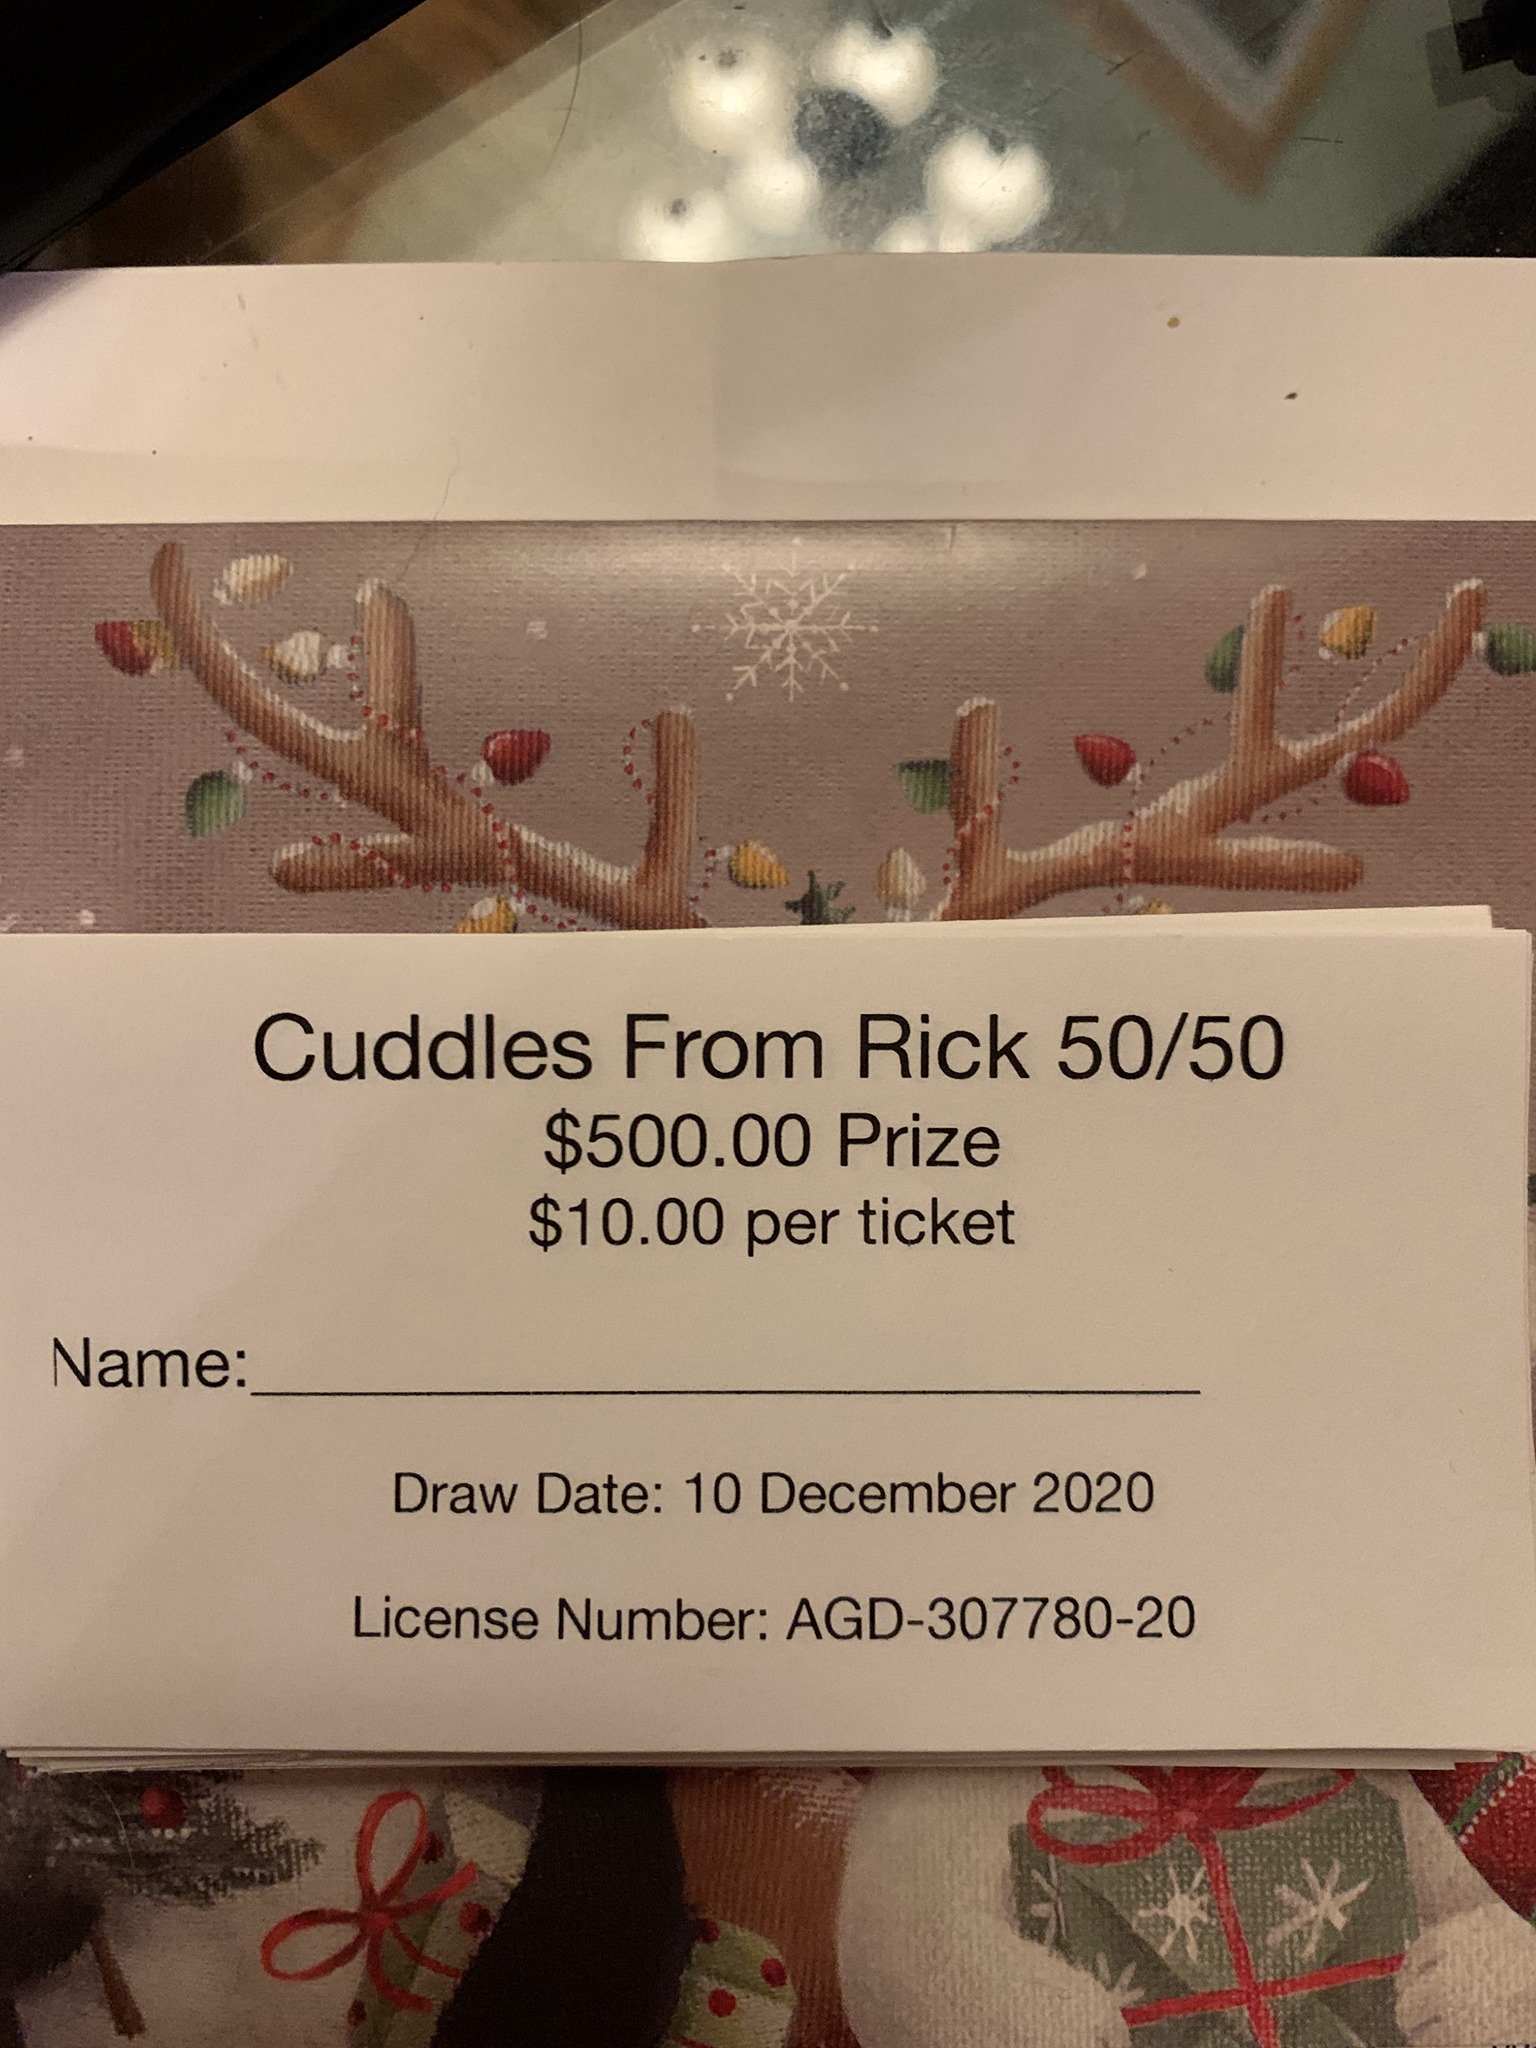 Cuddles From Rick 50/50
$500.00 Prize
$10.00 per ticket
Name:
Draw Date: 10 December 2020
License Number: AGD-307780-20